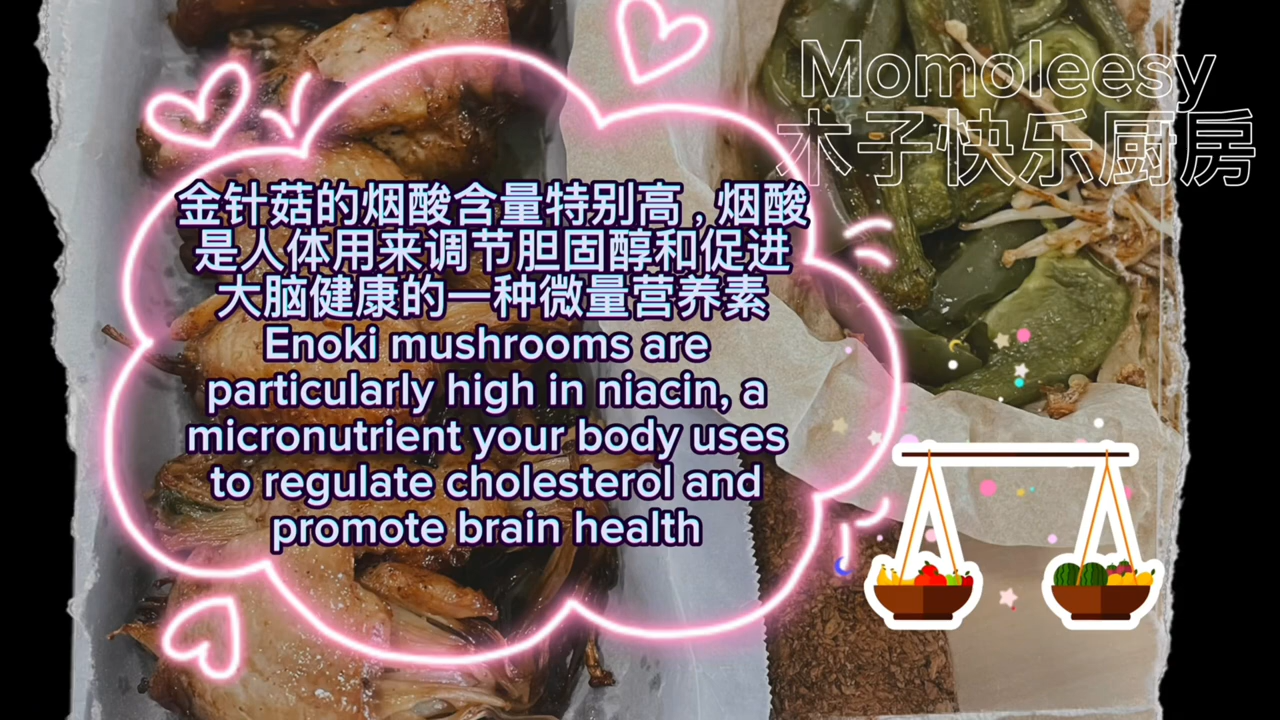 Momoleesy
木子快乐厨房
金针菇的烟酸含量特别高,烟酸
是人体用来调节胆固醇和促进
大脑健康的一种微量营养素
Enoki mushrooms are
particularly high in niacin, a
micronutrient your body uses
to regulate cholesterol and
promote brain health